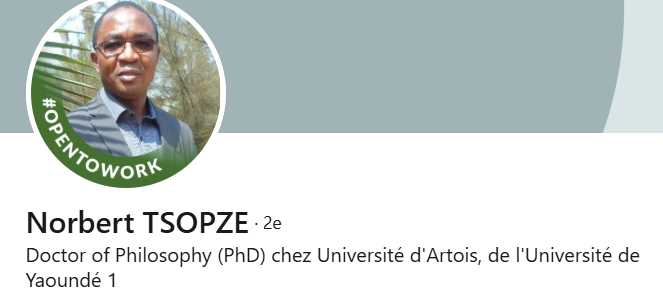 #OPENTOWORK
Norbert TSOPZE · 2e
Doctor of Philosophy (PhD) chez Université d'Artois, de l'Université de
Yaoundé 1